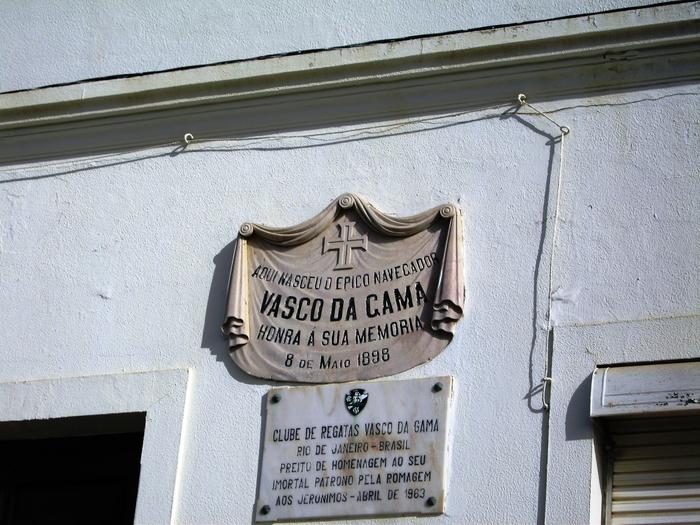 AQUI NASCEU O EPICO NAVEGADOR
VASCO DA GAMA
HONRA Á SUA MEMORIA
8 DE MAIO 1898
CLUBE DE REGATAS VASCO DA GAMA
RIO DE JANEIRO - BRASIL
PREITO DE HOMENAGEM AO SEU
IMORTAL PATRONO PELA ROMAGEM
AOS JERÓNIMOS - ABRIL DE 1963